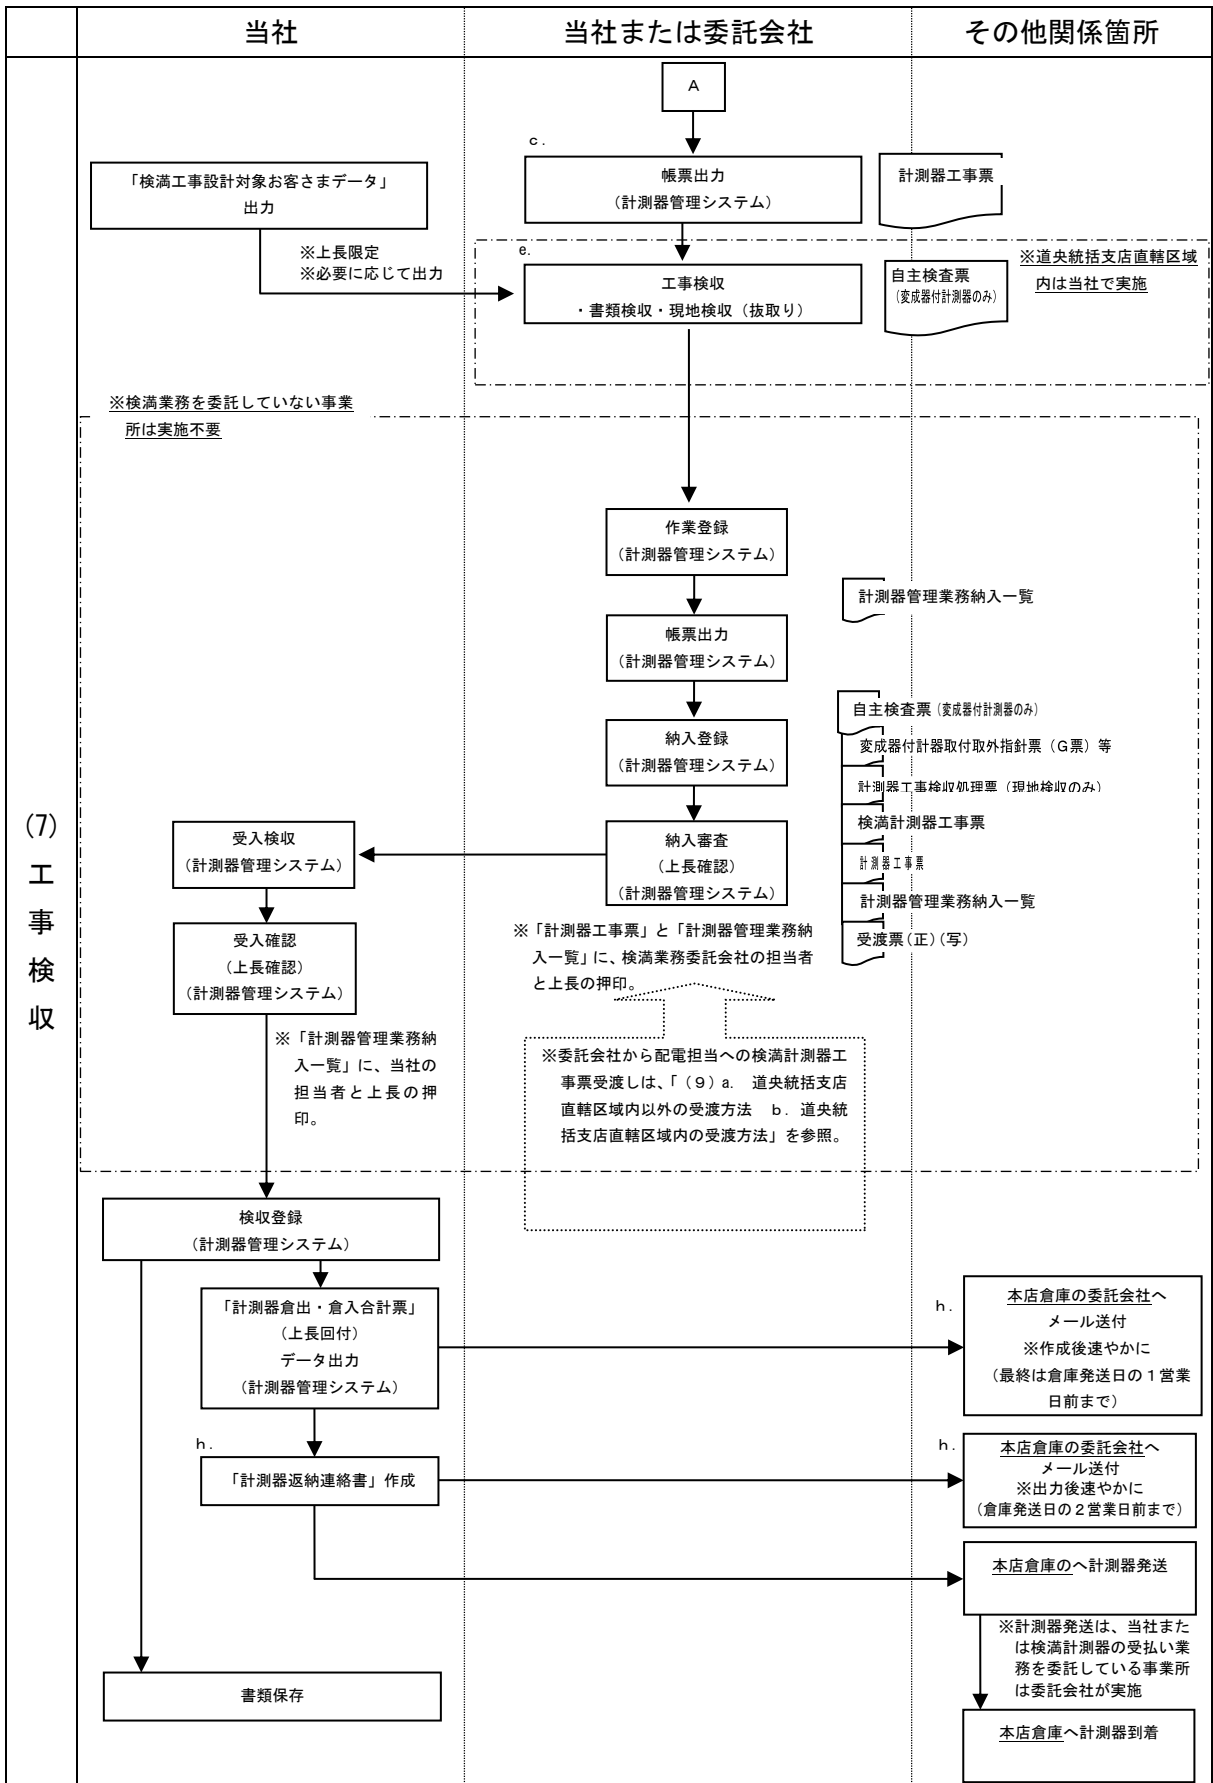 当社
当社または委託会社
その他関係箇所
(7)
工
事
検
収
A
c.
帳票出力
(計測器管理システム)
計測器工事票
「検満工事設計対象お客さまデータ」
出力
※上長限定
※必要に応じて出力
e.
工事検収
・書類検収・現地検収（抜取り）
自主検査票
(変成器付計測器のみ)
※道央統括支店直轄区域
内は当社で実施
※検満業務を委託していない事業
所は実施不要
作業登録
(計測器管理システム)
計測器管理業務納入一覧
帳票出力
(計測器管理システム)
納入登録
(計測器管理システム)
自主検査票(変成器付計測器のみ)
変成器付計器取付取外指針票（G票）等
計測器工事検収処理票（現地検収のみ）
検満計測器工事票
計測器工事票
計測器管理業務納入一覧
受渡票(正)(写)
納入審査
(上長確認)
(計測器管理システム)
受入検収
(計測器管理システム)
受入確認
(上長確認)
(計測器管理システム)
※「計測器工事票」と「計測器管理業務納
入一覧」に、検満業務委託会社の担当者
と上長の押印。
※「計測器管理業務納
入一覧」に、当社の
担当者と上長の押
印。
※委託会社から配電担当への検満計測器工
事票受渡しは、「（9）a.　道央統括支店
直轄区域内以外の受渡方法　b．道央統
括支店直轄区域内の受渡方法」を参照。
検収登録
(計測器管理システム)
「計測器倉出・倉入合計票」
(上長回付)
データ出力
(計測器管理システム)
h.
本店倉庫の委託会社へ
メール送付
※作成後速やかに
(最終は倉庫発送日の１営業
日前まで)
h.
「計測器返納連絡書」作成
h.
本店倉庫の委託会社へ
メール送付
※出力後速やかに
(倉庫発送日の２営業日前まで)
本店倉庫のへ計測器発送
※計測器発送は、当社また
は検満計測器の受払い業
務を委託している事業所
は委託会社が実施
書類保存
本店倉庫へ計測器到着